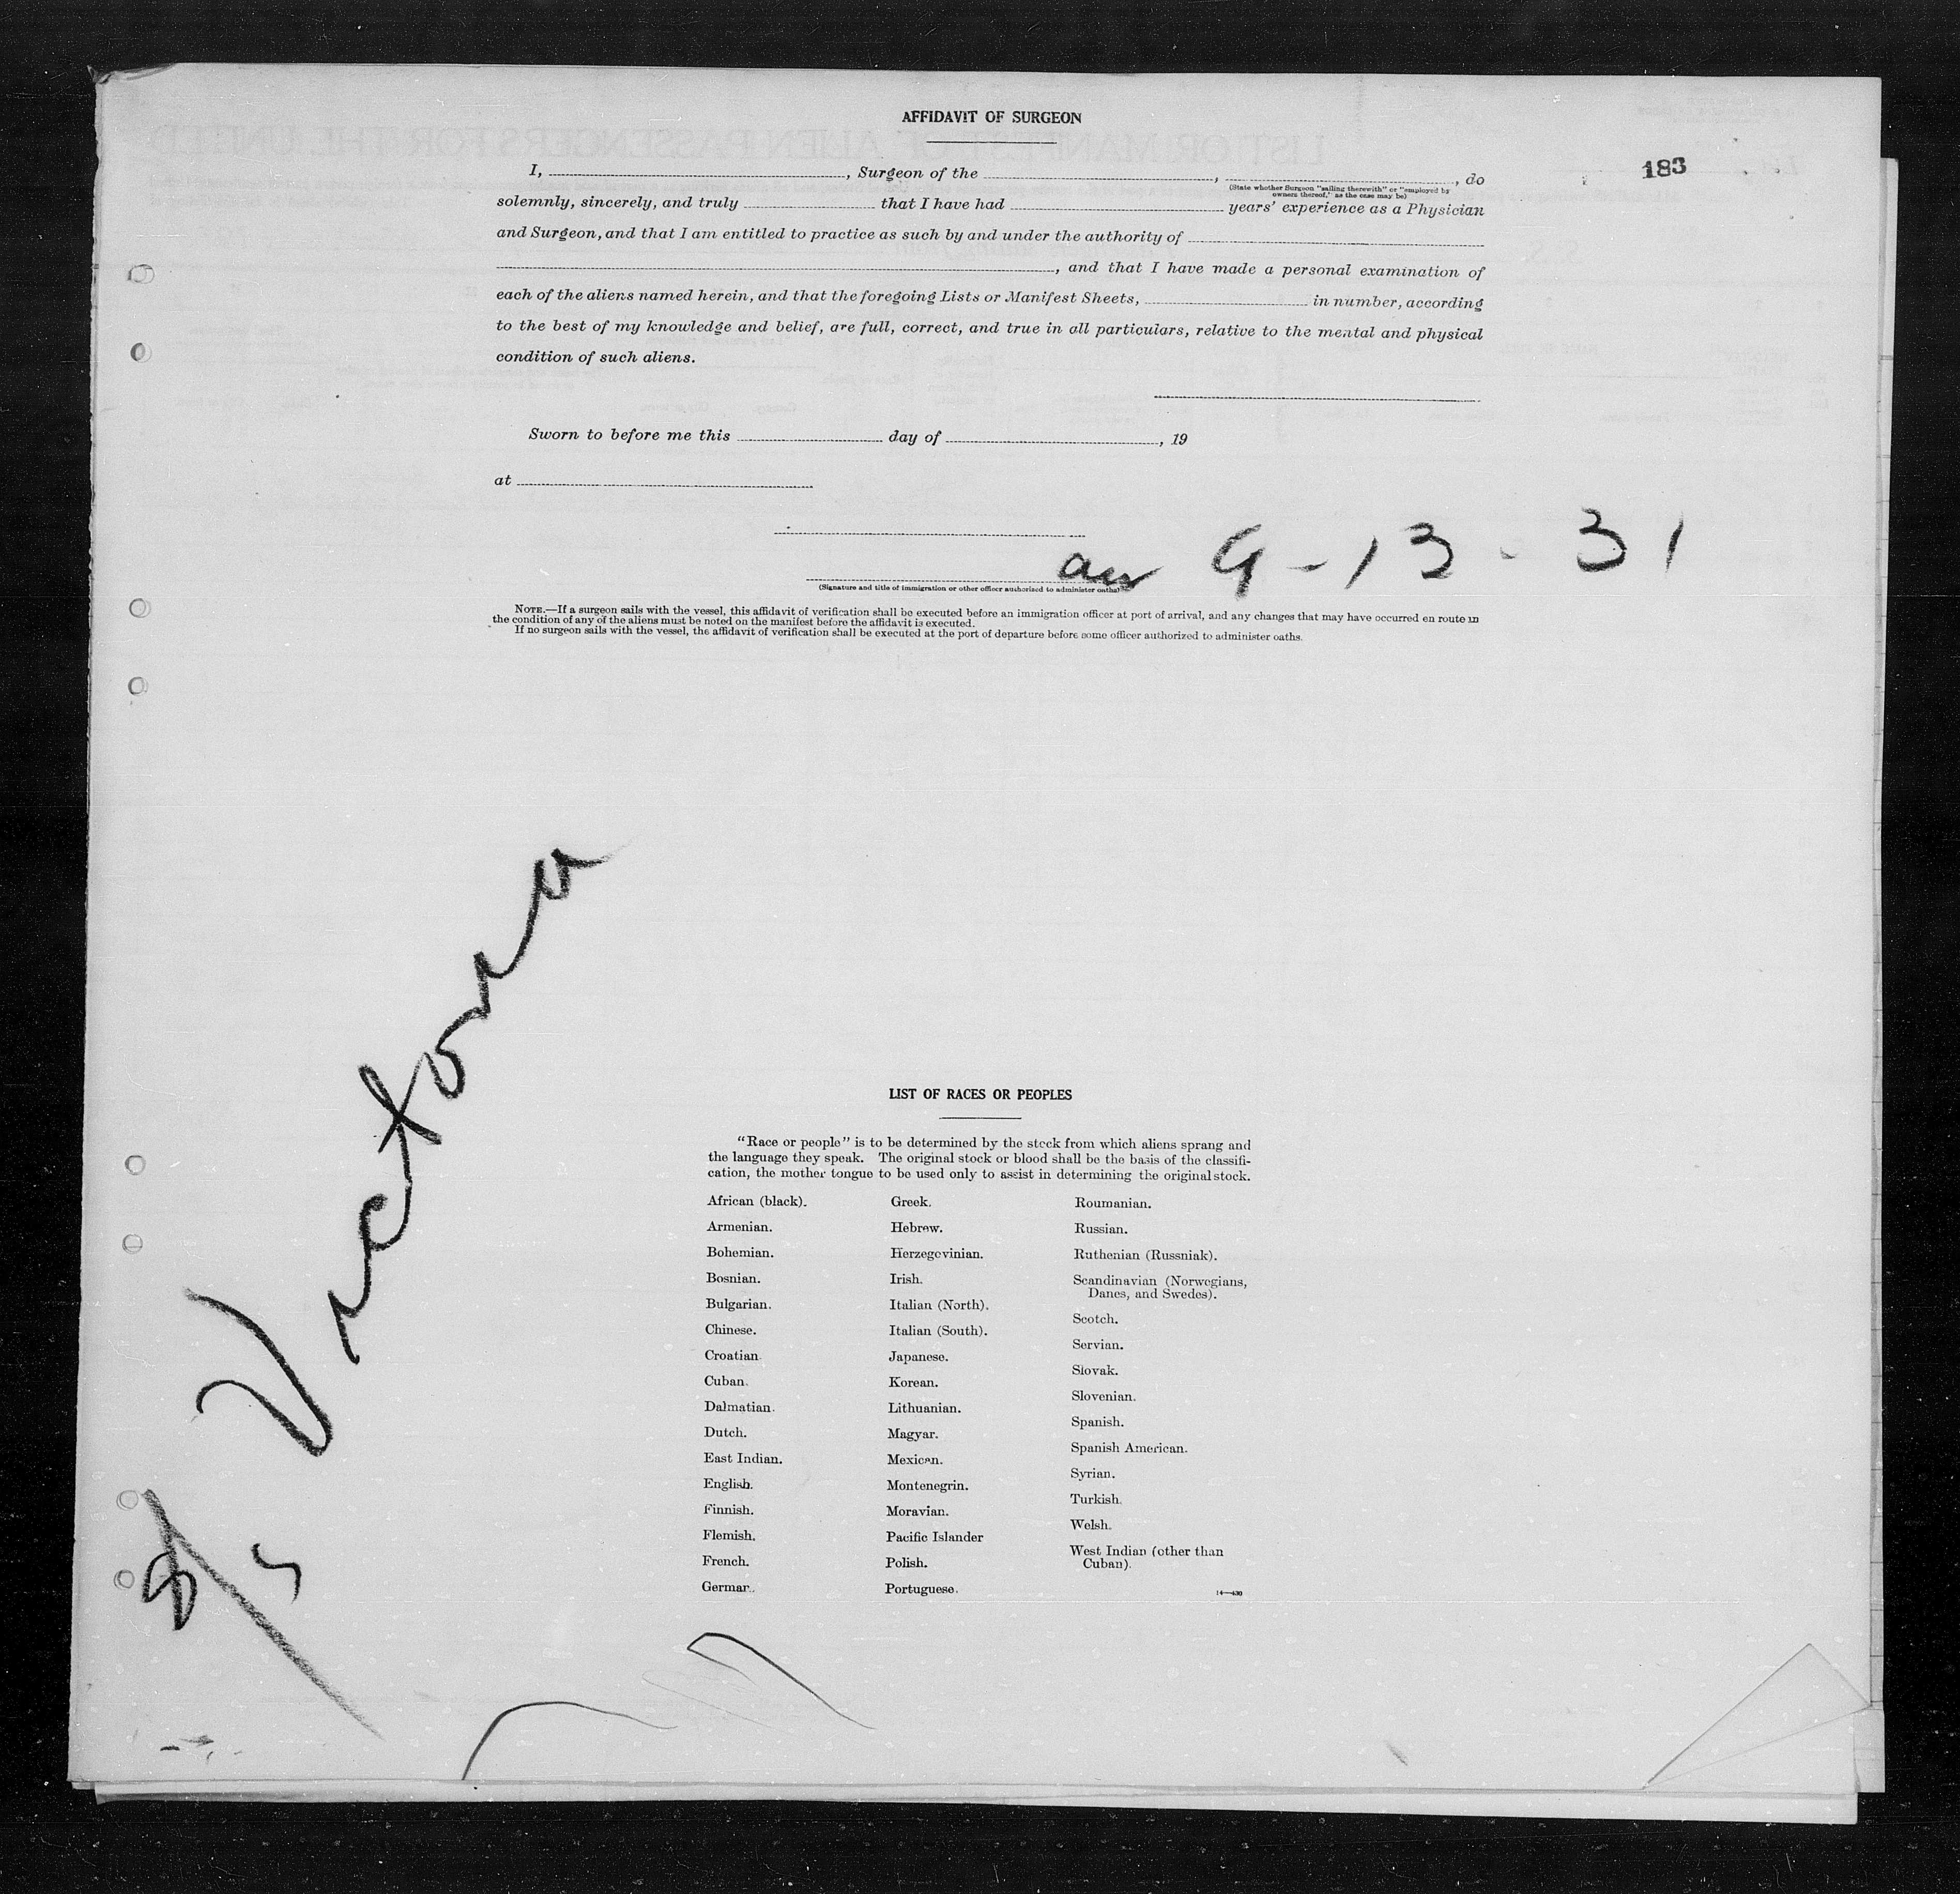 AFFIDAVIT OF SURGEON
183
I, , Surgeon of the , , do
(State whether Surgeon "sailing therewith" or "employed by
owners thereof," as the case may be)
solemnly, sincerely, and truly that I have had years' experience as a Physician
and Surgeon, and that I am entitled to practice as such by and under the authority of
, and that I have made a personal examination of
each of the aliens named herein, and that the foregoing Lists or Manifest Sheets, in number, according
to the best of my knowledge and belief, are full, correct, and true in all particulars, relative to the mental and physical
condition of such aliens.
Sworn to before me this day of , 19
at
9-13-31
(Signature and title of immigration or other officer authorized to administer oaths)
NOTE.—If a surgeon sails with the vessel, this affidavit of verification shall be executed before an immigration officer at port of arrival, and any changes that may have occurred en route in
the condition of any of the aliens must be noted on the manifest before the affidavit is executed.
If no surgeon sails with the vessel, the affidavit of verification shall be executed at the port of departure before some officer authorized to administer oaths.
Victoria
LIST OF RACES OR PEOPLES
"Race or people" is to be determined by the stock from which aliens sprang and
the language they speak. The original stock or blood shall be the basis of the classifi-
cation, the mother tongue to be used only to assist in determining the original stock.
African (black).
Armenian.
Bohemian.
Bosnian.
Bulgarian.
Chinese.
Croatian.
Cuban.
Dalmatian.
Dutch.
East Indian.
English.
Finnish.
Flemish.
French.
German.
Greek.
Hebrew.
Herzegovinian.
Irish.
Italian (North).
Italian (South).
Japanese.
Korean.
Lithuanian.
Magyar.
Mexican.
Montenegrin.
Moravian.
Pacific Islander
Polish.
Portuguese.
Roumanian.
Russian.
Ruthenian (Russniak).
Scandinavian (Norwegians,
Danes, and Swedes).
Scotch.
Servian.
Slovak.
Slovenian.
Spanish.
Spanish American.
Syrian.
Turkish.
Welsh.
West Indian (other than
Cuban).
14—430